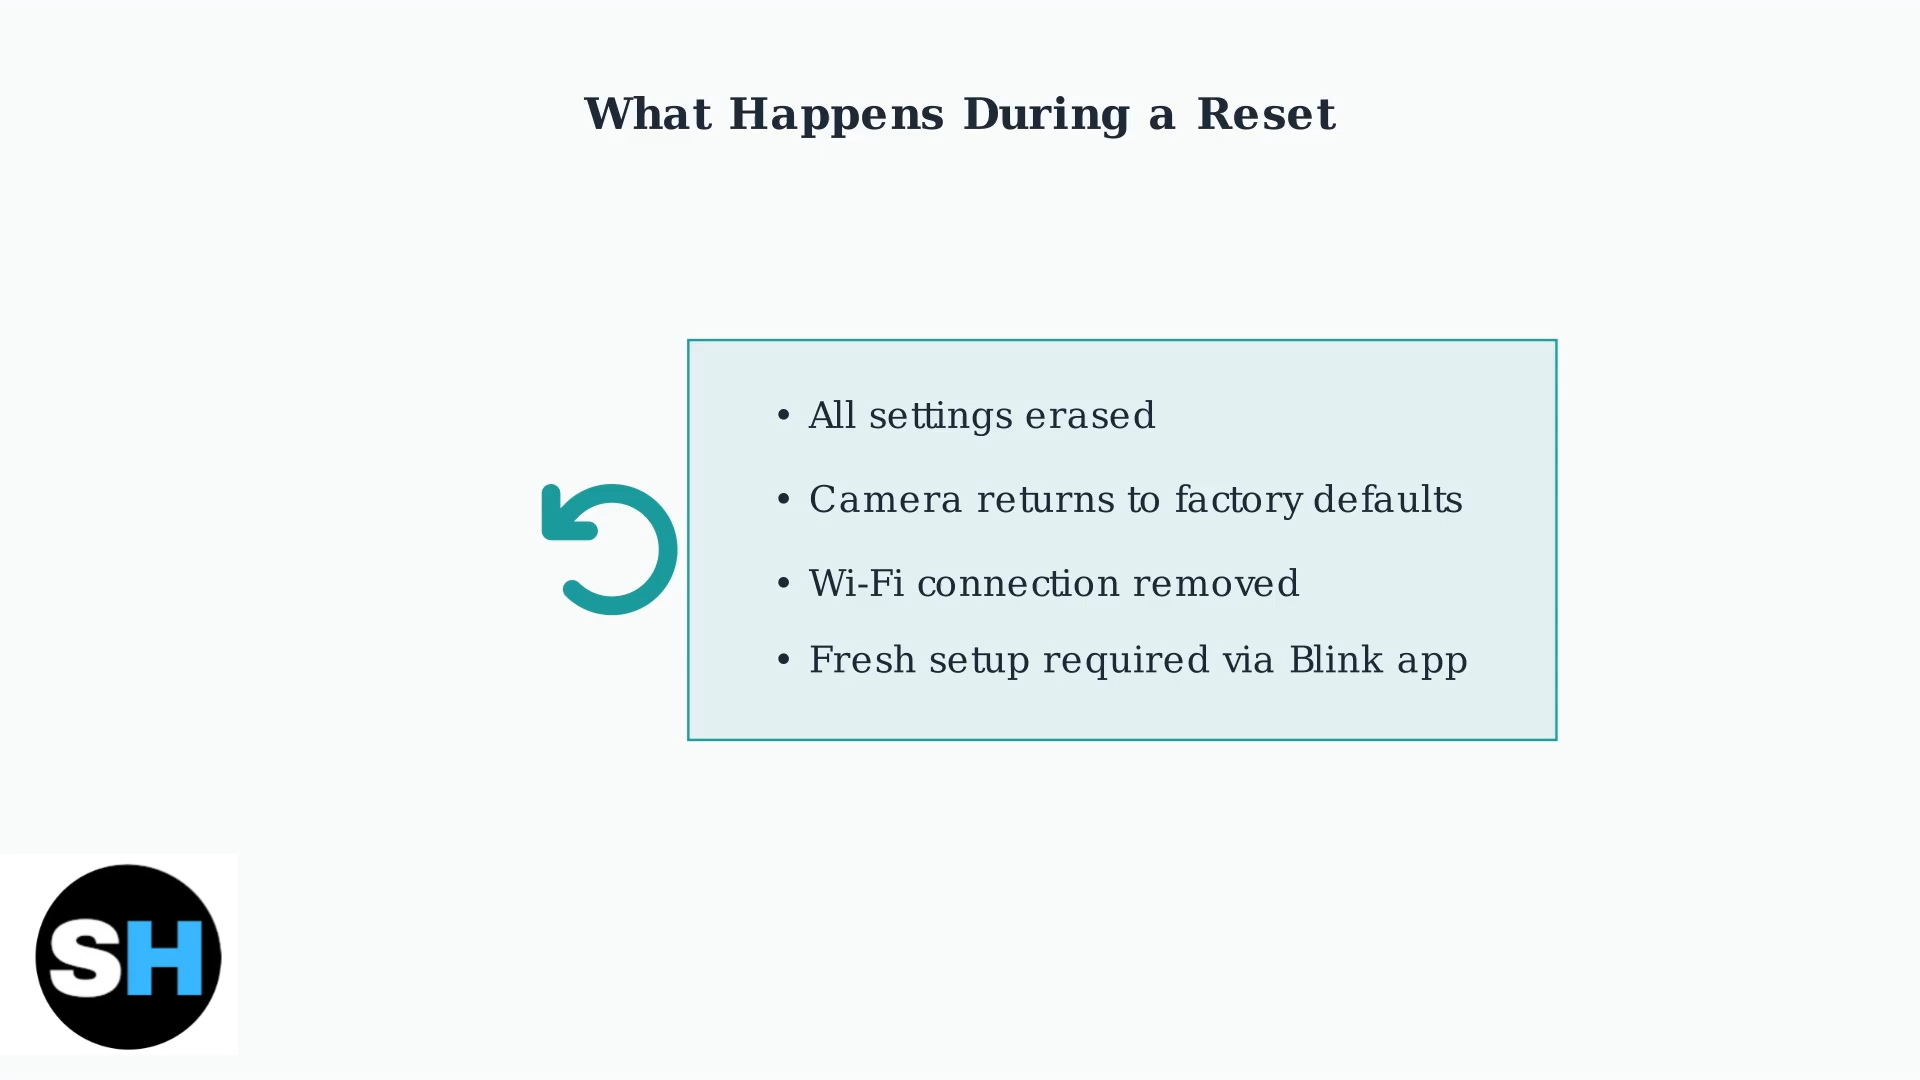 What Happens During a Reset
• All settings erased
• Camera returns to factory defaults
• Wi-Fi connection removed
• Fresh setup required via Blink app
SH